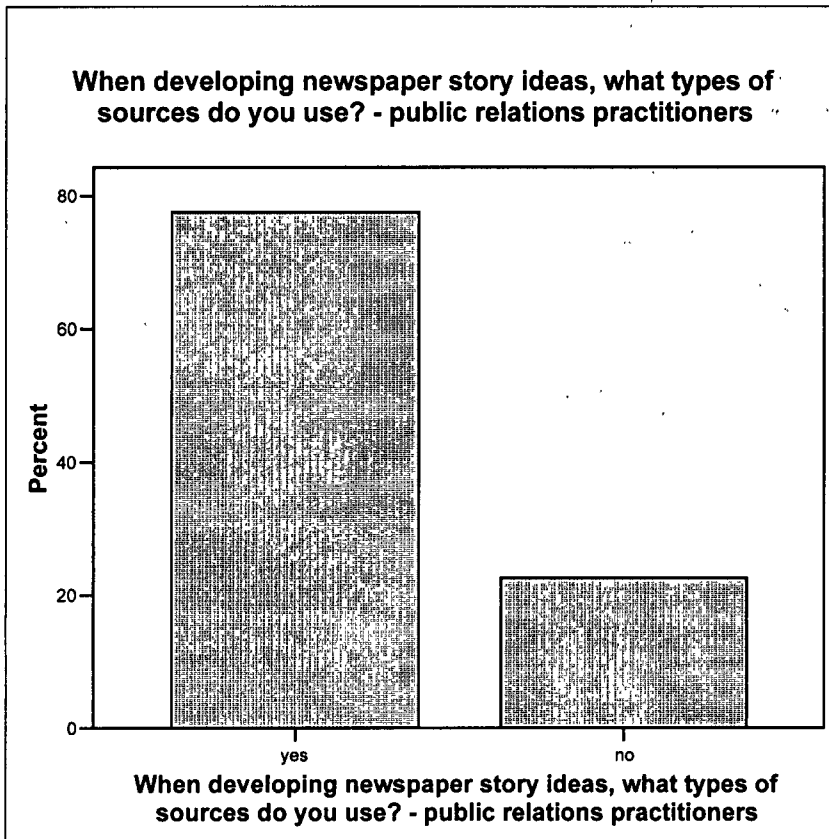 When developing newspaper story ideas, what types of
sources do you use? - public relations practitioners
80
60
40
20
0
Percent
yes
no
When developing newspaper story ideas, what types of
sources do you use? - public relations practitioners